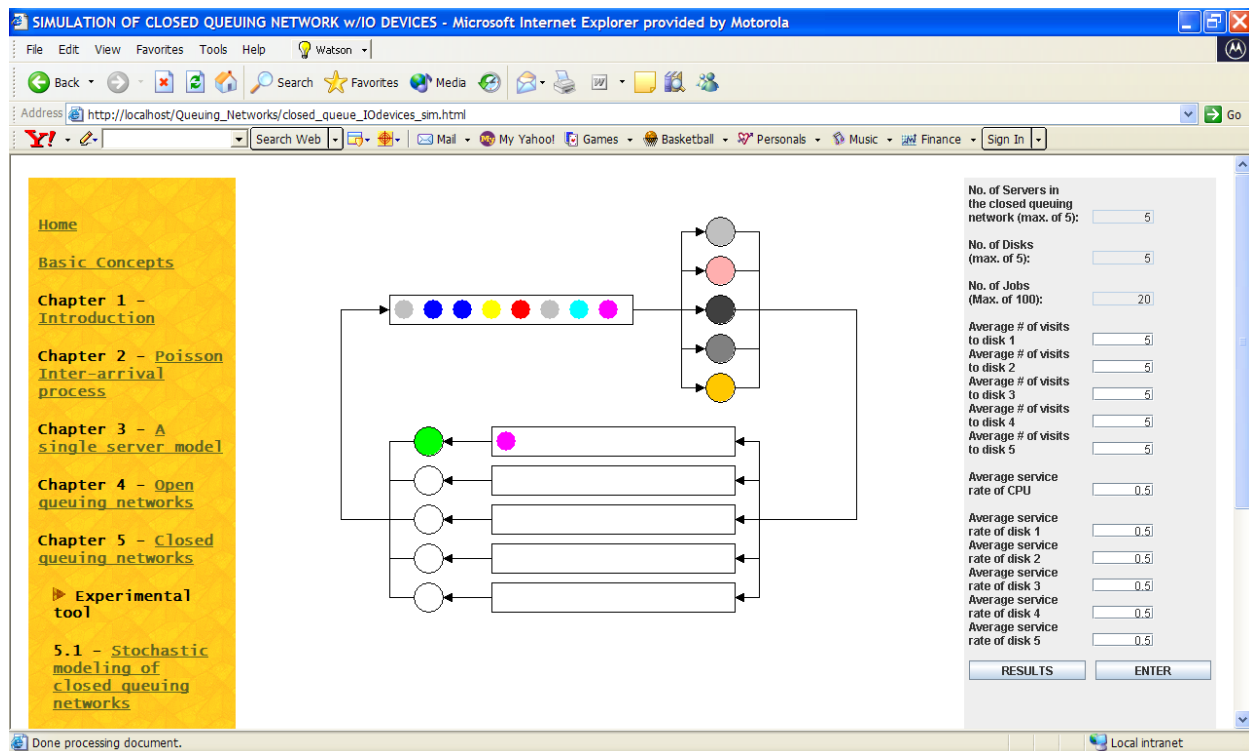 SIMULATION OF CLOSED QUEUING NETWORK w/IO DEVICES - Microsoft Internet Explorer provided by Motorola
File Edit View Favorites Tools Help Watson
Back Search Favorites Media
Address http://localhost/Queuing_Networks/closed_queue_IOdevices_sim.html Go
Y! Search Web Mail My Yahoo! Games Basketball Personals Music Finance Sign In
Home
Basic Concepts
Chapter 1 -
Introduction
Chapter 2 - Poisson
Inter-arrival
process
Chapter 3 - A
single server model
Chapter 4 - Open
queuing networks
Chapter 5 - Closed
queuing networks
Experimental
tool
5.1 - Stochastic
modeling of
closed queuing
networks
No. of Servers in
the closed queuing
network (max. of 5): 5
No. of Disks
(max. of 5): 5
No. of Jobs
(Max. of 100): 20
Average # of visits
to disk 1 5
Average # of visits
to disk 2 5
Average # of visits
to disk 3 5
Average # of visits
to disk 4 5
Average # of visits
to disk 5 5
Average service
rate of CPU 0.5
Average service
rate of disk 1 0.5
Average service
rate of disk 2 0.5
Average service
rate of disk 3 0.5
Average service
rate of disk 4 0.5
Average service
rate of disk 5 0.5
RESULTS ENTER
Done processing document. Local intranet